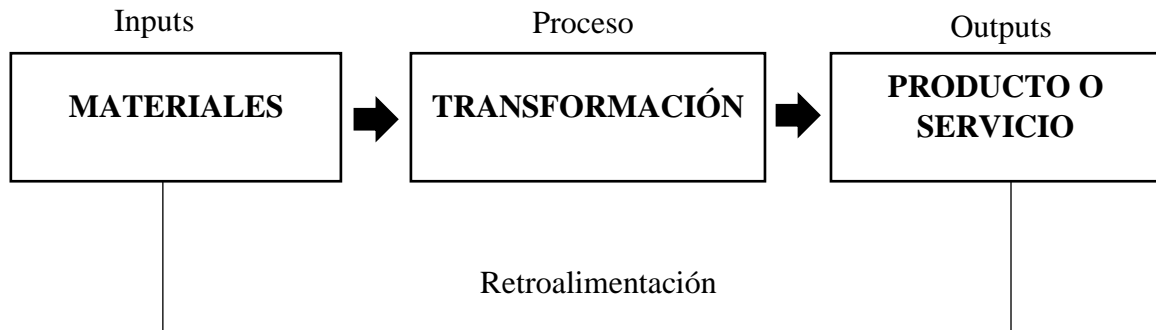 Inputs
Proceso
Outputs
MATERIALES
TRANSFORMACIÓN
PRODUCTO O
SERVICIO
Retroalimentación